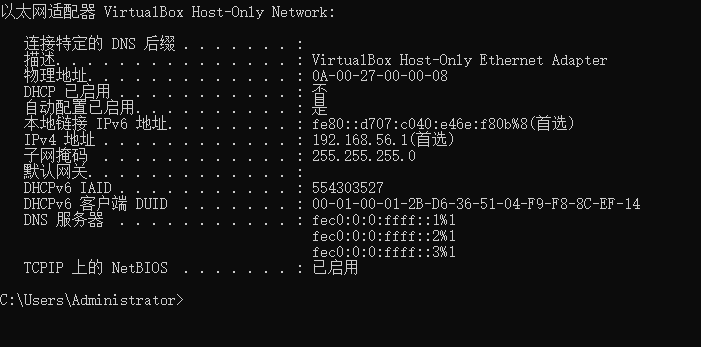 以太网适配器 VirtualBox Host-Only Network:
连接特定的 DNS 后缀 . . . . . . . :
描述. . . . . . . . . . . . . . . : VirtualBox Host-Only Ethernet Adapter
物理地址. . . . . . . . . . . . . : 0A-00-27-00-00-08
DHCP 已启用 . . . . . . . . . . . : 否
自动配置已启用. . . . . . . . . . : 是
本地链接 IPv6 地址. . . . . . . . : fe80::d707:c040:e46e:f80b%8(首选)
IPv4 地址 . . . . . . . . . . . . : 192.168.56.1(首选)
子网掩码 . . . . . . . . . . . . : 255.255.255.0
默认网关. . . . . . . . . . . . . :
DHCPv6 IAID . . . . . . . . . . . : 554303527
DHCPv6 客户端 DUID . . . . . . . : 00-01-00-01-2B-D6-36-51-04-F9-F8-8C-EF-14
DNS 服务器 . . . . . . . . . . . : fec0:0:0:ffff::1%1
fec0:0:0:ffff::2%1
fec0:0:0:ffff::3%1
TCPIP 上的 NetBIOS . . . . . . . : 已启用
C:\Users\Administrator>